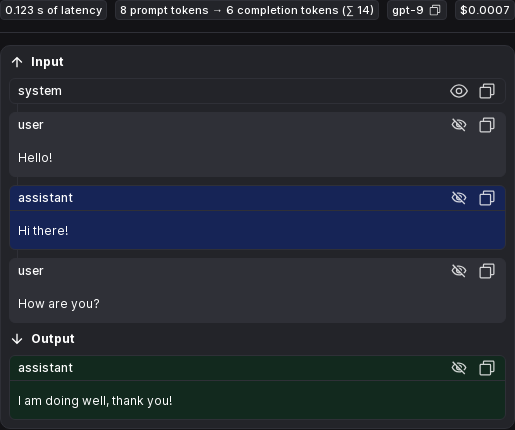 0.123 s of latency 8 prompt tokens → 6 completion tokens (∑ 14) gpt-9 $0.0007
Input
system
user
Hello!
assistant
Hi there!
user
How are you?
Output
assistant
I am doing well, thank you!